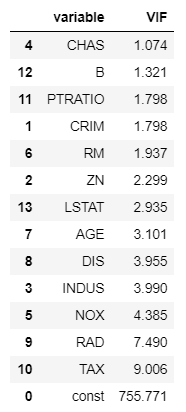 variable VIF
4 CHAS 1.074
12 B 1.321
11 PTRATIO 1.798
1 CRIM 1.798
6 RM 1.937
2 ZN 2.299
13 LSTAT 2.935
7 AGE 3.101
8 DIS 3.955
3 INDUS 3.990
5 NOX 4.385
9 RAD 7.490
10 TAX 9.006
0 const 755.771